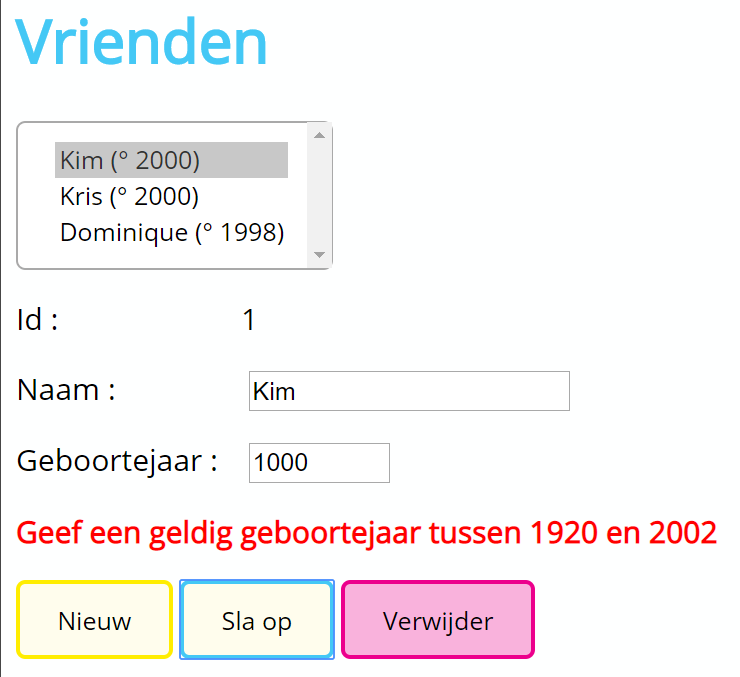 Vrienden
Kim (° 2000)
Kris (° 2000)
Dominique (° 1998)
Id : 1
Naam : Kim
Geboortejaar : 1000
Geef een geldig geboortejaar tussen 1920 en 2002
Nieuw Sla op Verwijder